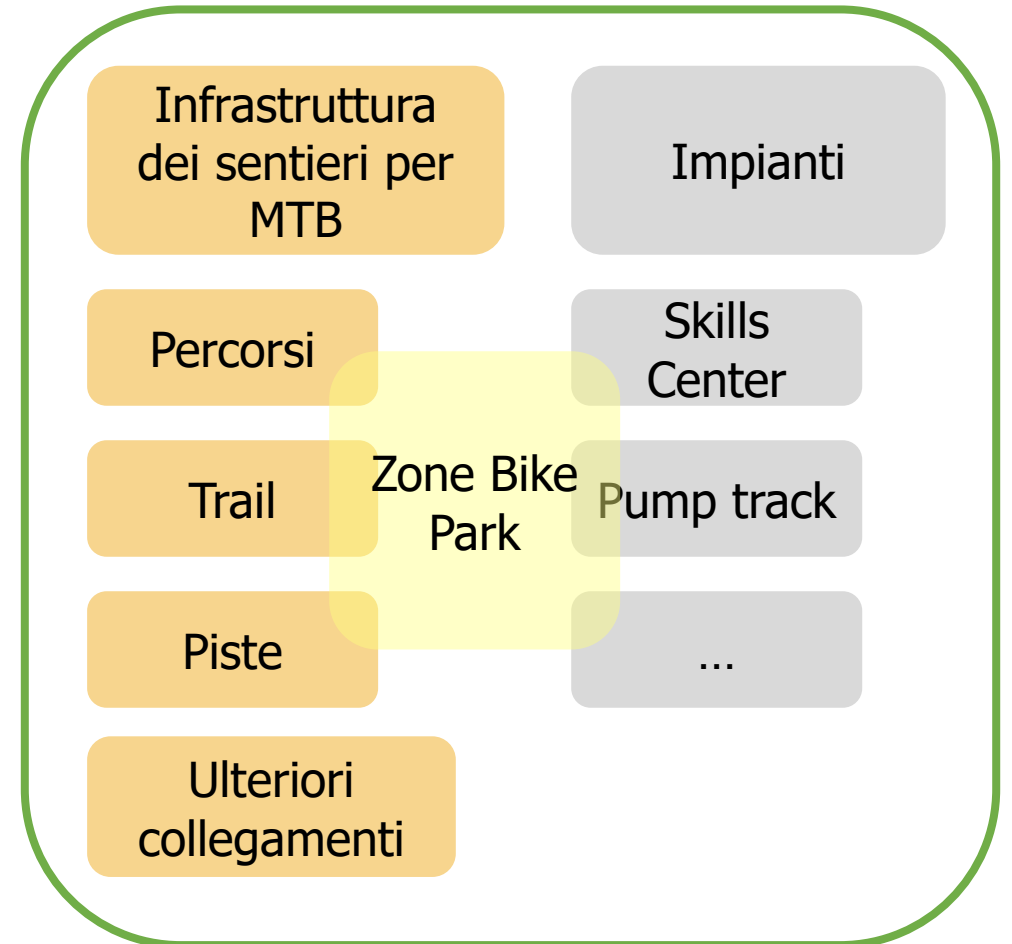 Infrastruttura
dei sentieri per
MTB
Impianti
Percorsi
Skills
Center
Trail
Zone Bike
Park
Pump track
Piste
…
Ulteriori
collegamenti